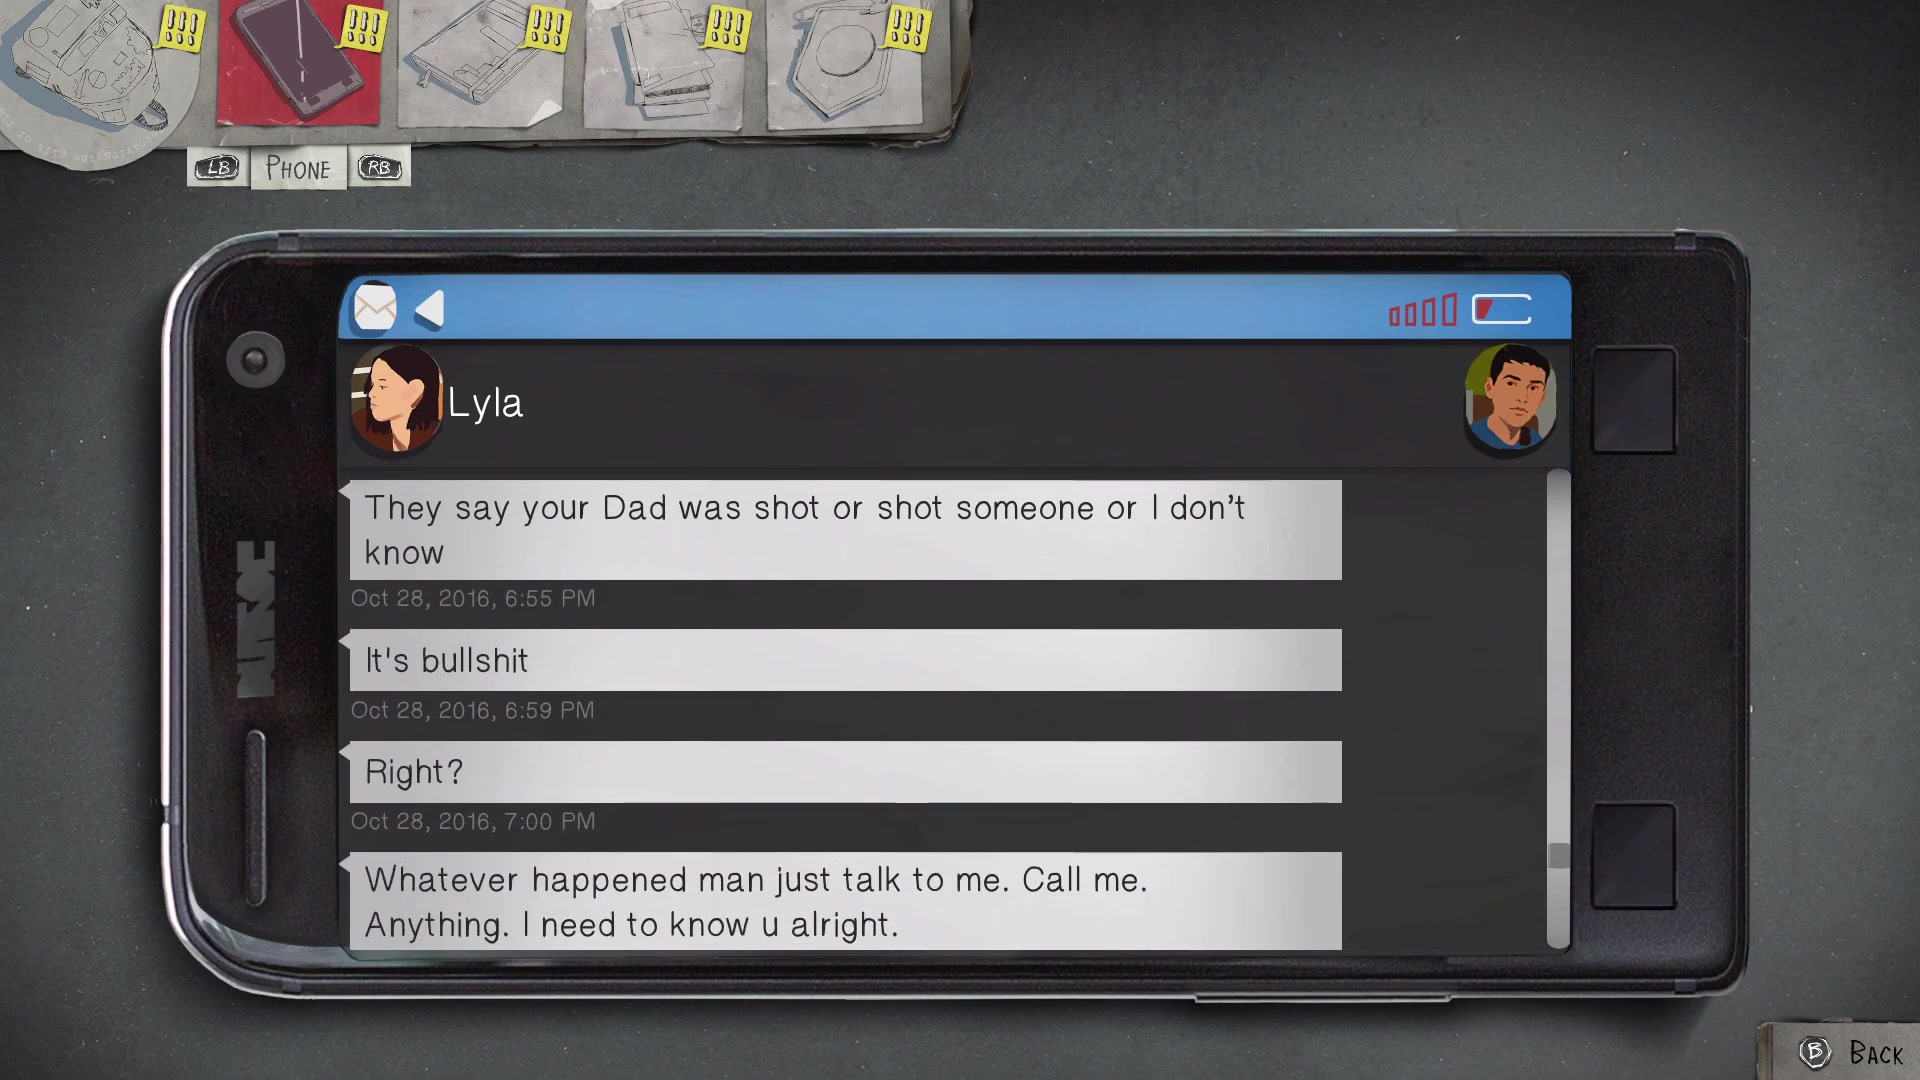 LB PHONE RB
Lyla
They say your Dad was shot or shot someone or I don't
know
Oct 28, 2016, 6:55 PM
It's bullshit
Oct 28, 2016, 6:59 PM
Right?
Oct 28, 2016, 7:00 PM
Whatever happened man just talk to me. Call me.
Anything. I need to know u alright.
B BACK